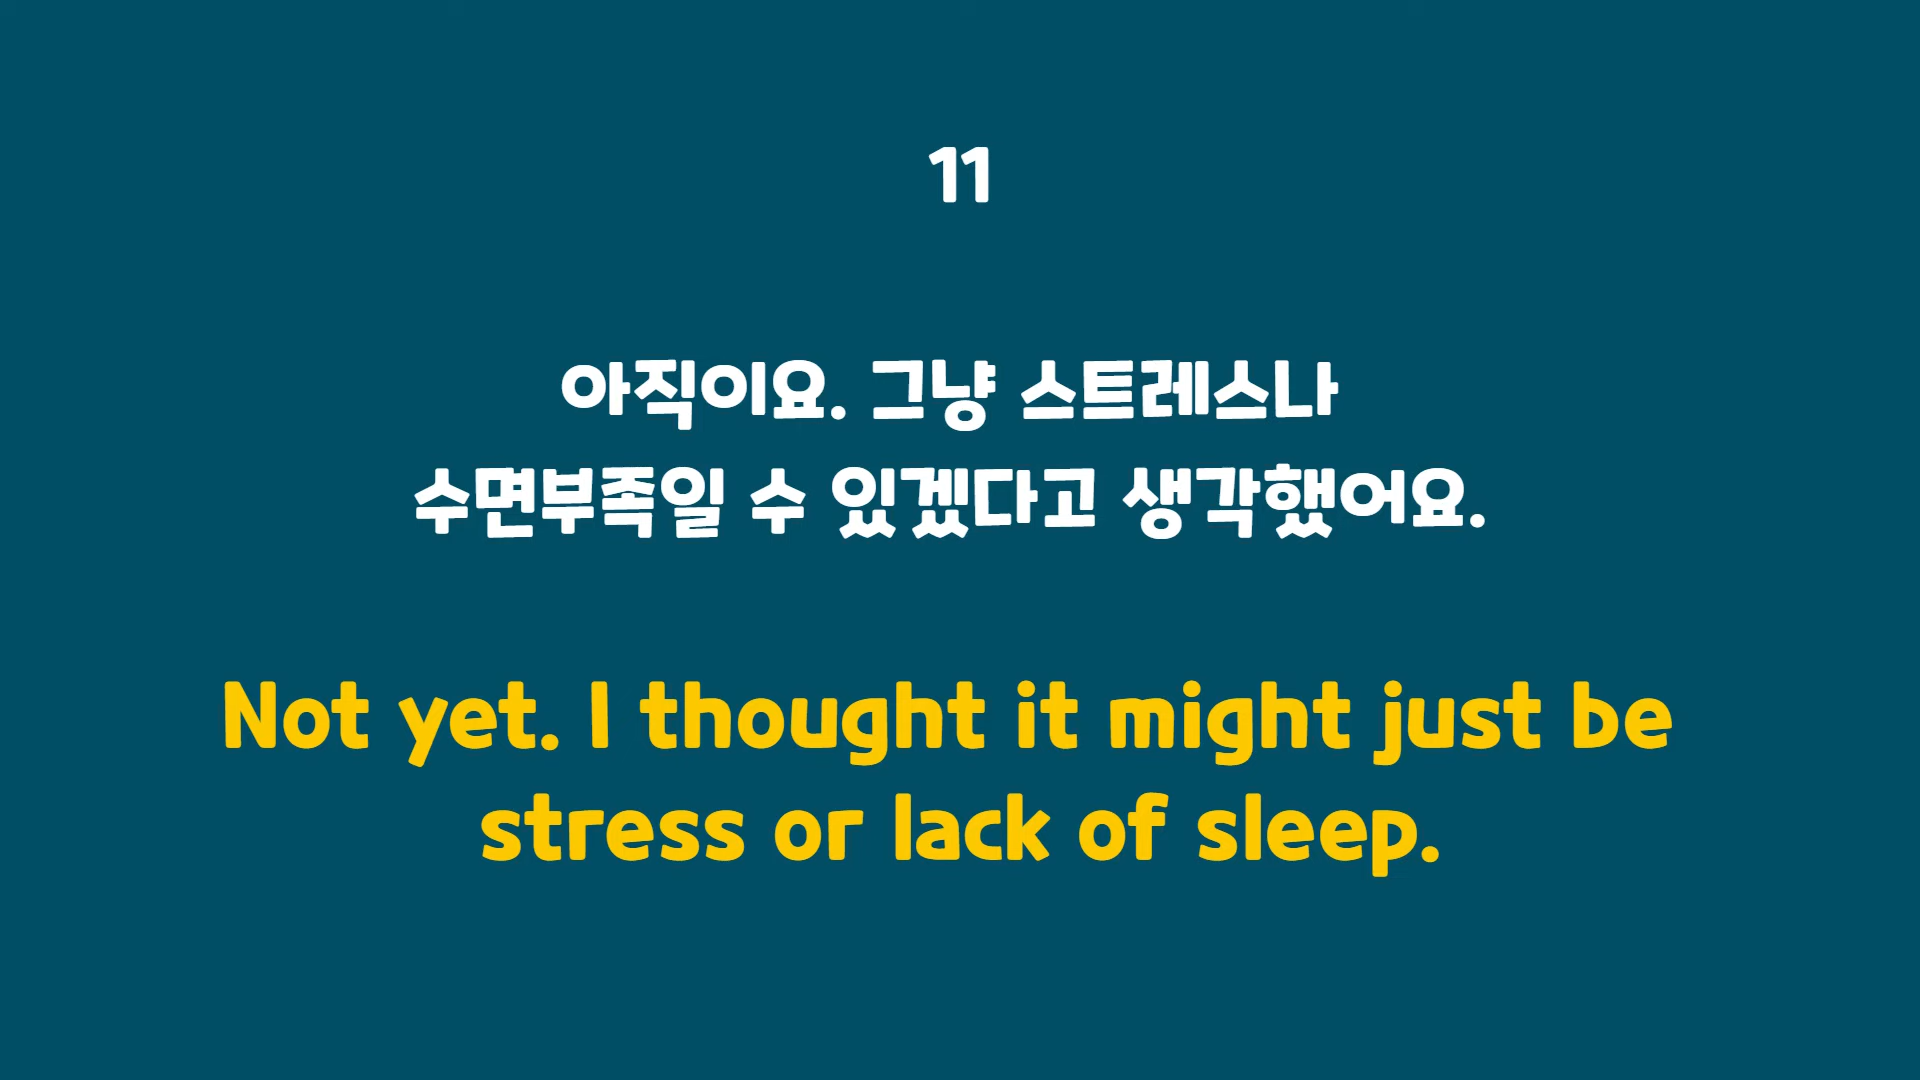 11
아직이요. 그냥 스트레스나
수면부족일 수 있겠다고 생각했어요.
Not yet. I thought it might just be
stress or lack of sleep.